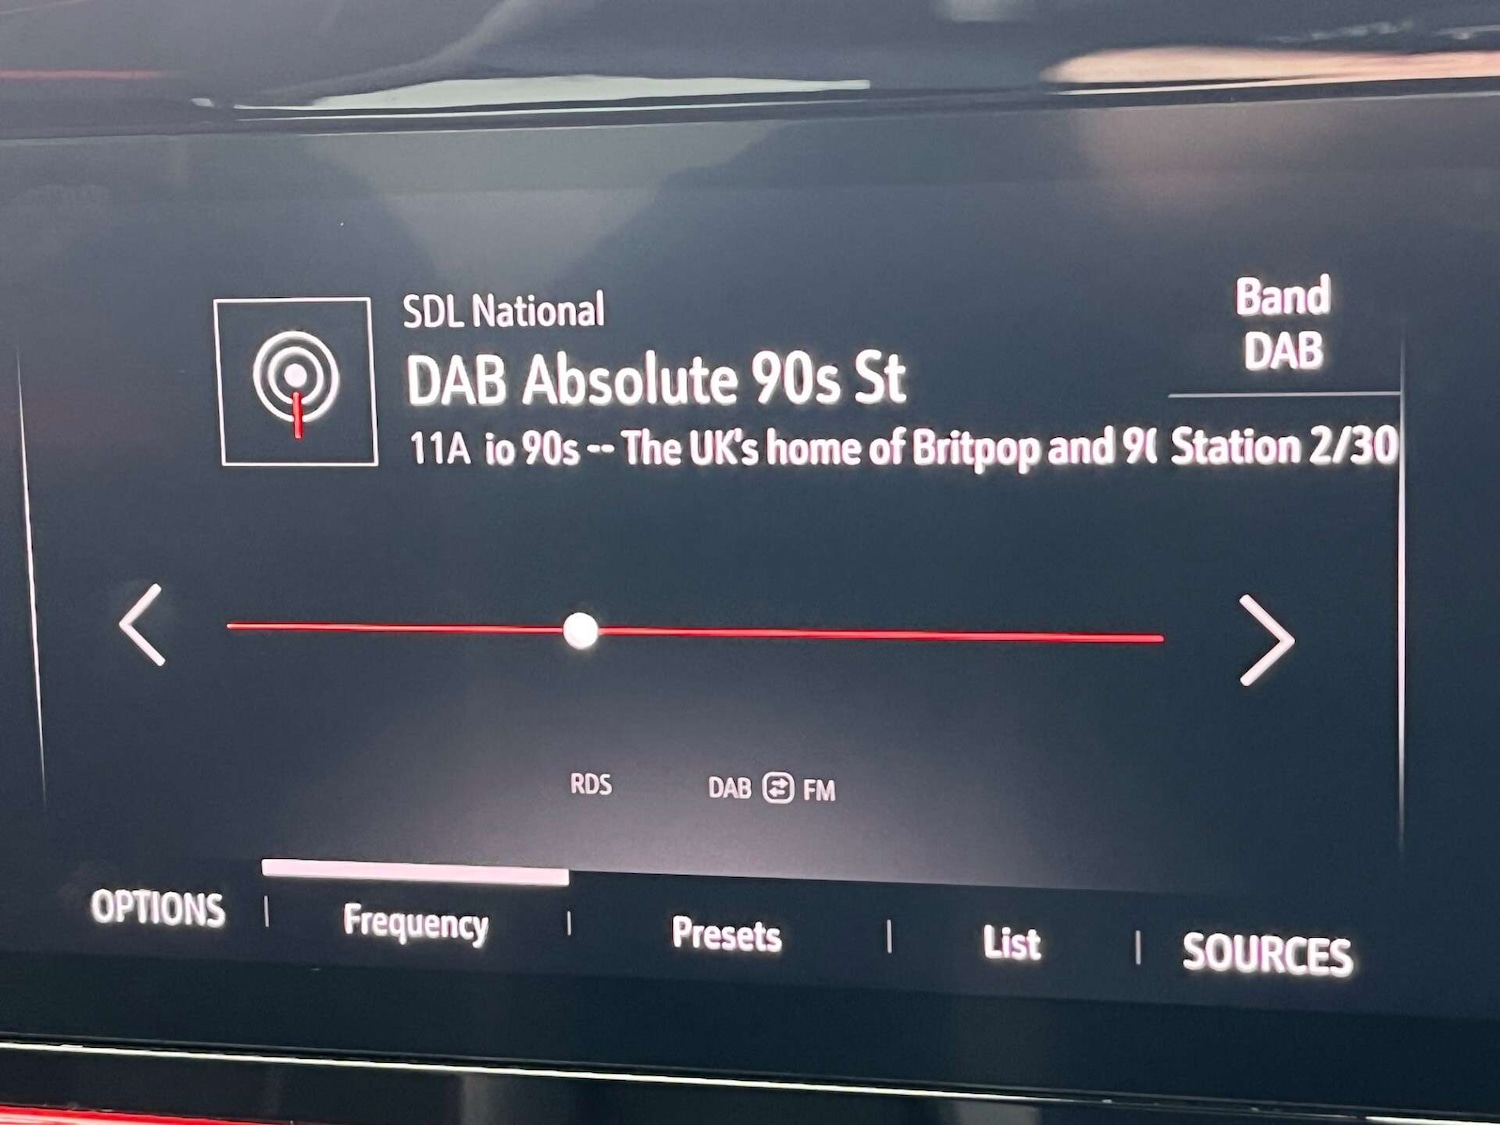 SDL National
DAB Absolute 90s St
11A io 90s -- The UK's home of Britpop and 9(
Band
DAB
Station 2/30
RDS
DAB FM
OPTIONS
Frequency
Presets
List
SOURCES